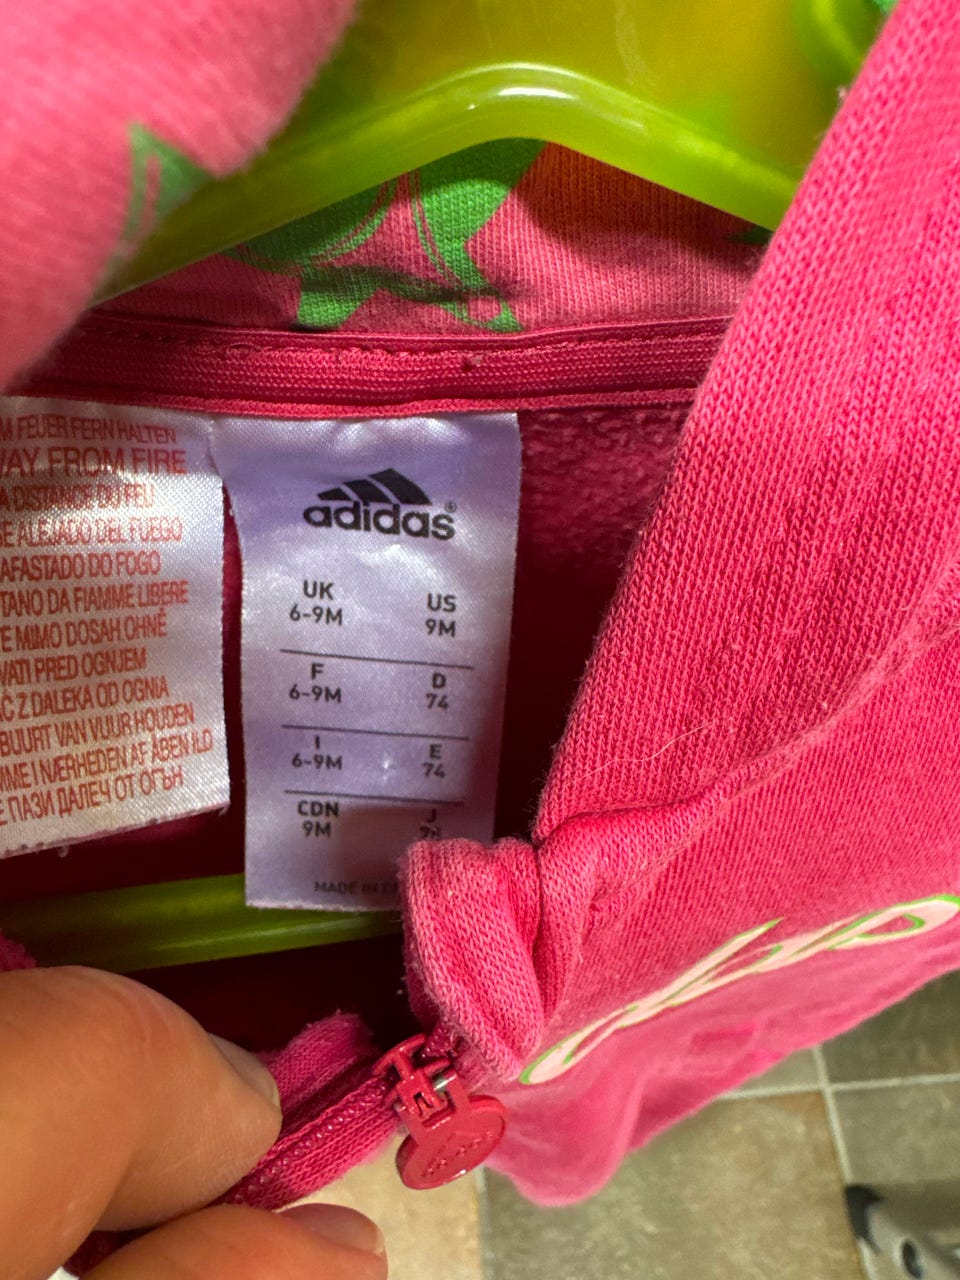 M FEUER FERN HALTEN
WAY FROM FIRE
DISTANCE DU FEU
SE ALEJADO DEL FUEGO
AFASTADO DO FOGO
TANO DA FIAMME LIBERE
TE MIMO DOSAH OHNĚ
VATI PRED OGNJEM
AĆ Z DALEKA OD OGNIA
BUURT VAN VUUR HOUDEN
MME I NÆRHEDEN AF ÅBEN ILD
СЕ ПАЗИ ДАЛЕЧ ОТ ОГЪН
adidas®
UK US
6-9M 9M
F D
6-9M 74
I E
6-9M 74
CDN J
9M
MADE IN